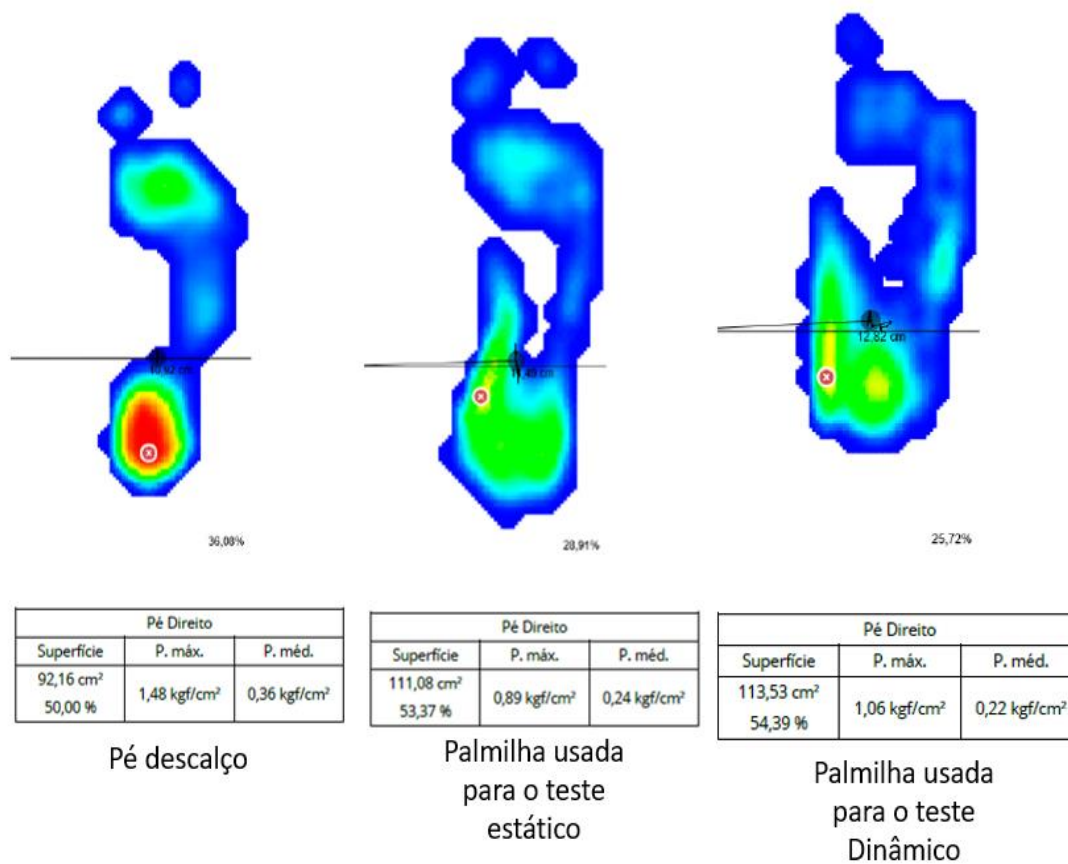 12,82 cm
36,08%
28,91%
25,72%
Pé Direito
Superfície P. máx. P. méd.
92,16 cm²
50,00 %
1,48 kgf/cm² 0,36 kgf/cm²
Pé Direito
Superfície P. máx. P. méd.
111,08 cm²
53,37 %
0,89 kgf/cm² 0,24 kgf/cm²
Pé Direito
Superfície P. máx. P. méd.
113,53 cm²
54,39 %
1,06 kgf/cm² 0,22 kgf/cm²
Pé descalço
Palmilha usada
para o teste
estático
Palmilha usada
para o teste
Dinâmico